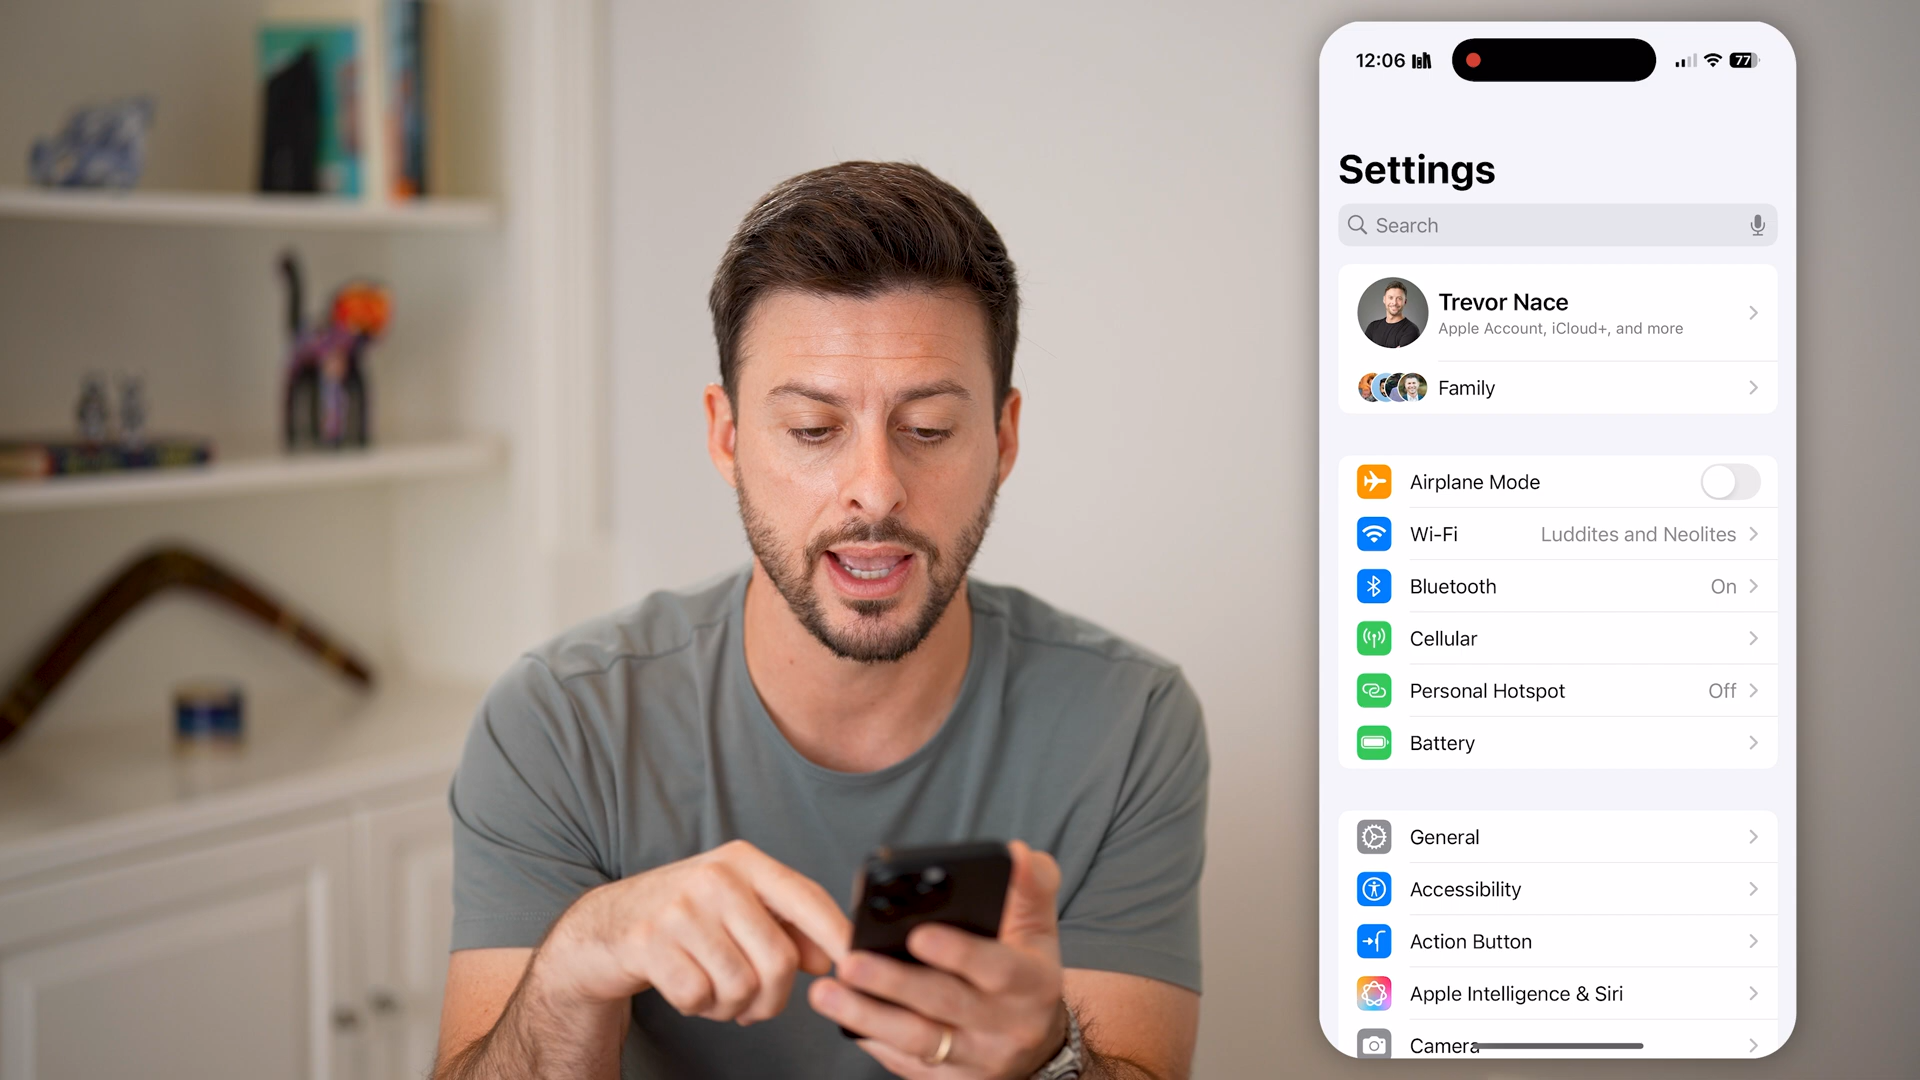 12:06
77
Settings
Search
Trevor Nace
Apple Account, iCloud+, and more
Family
Airplane Mode
Wi-Fi Luddites and Neolites
Bluetooth On
Cellular
Personal Hotspot Off
Battery
General
Accessibility
Action Button
Apple Intelligence & Siri
Camera